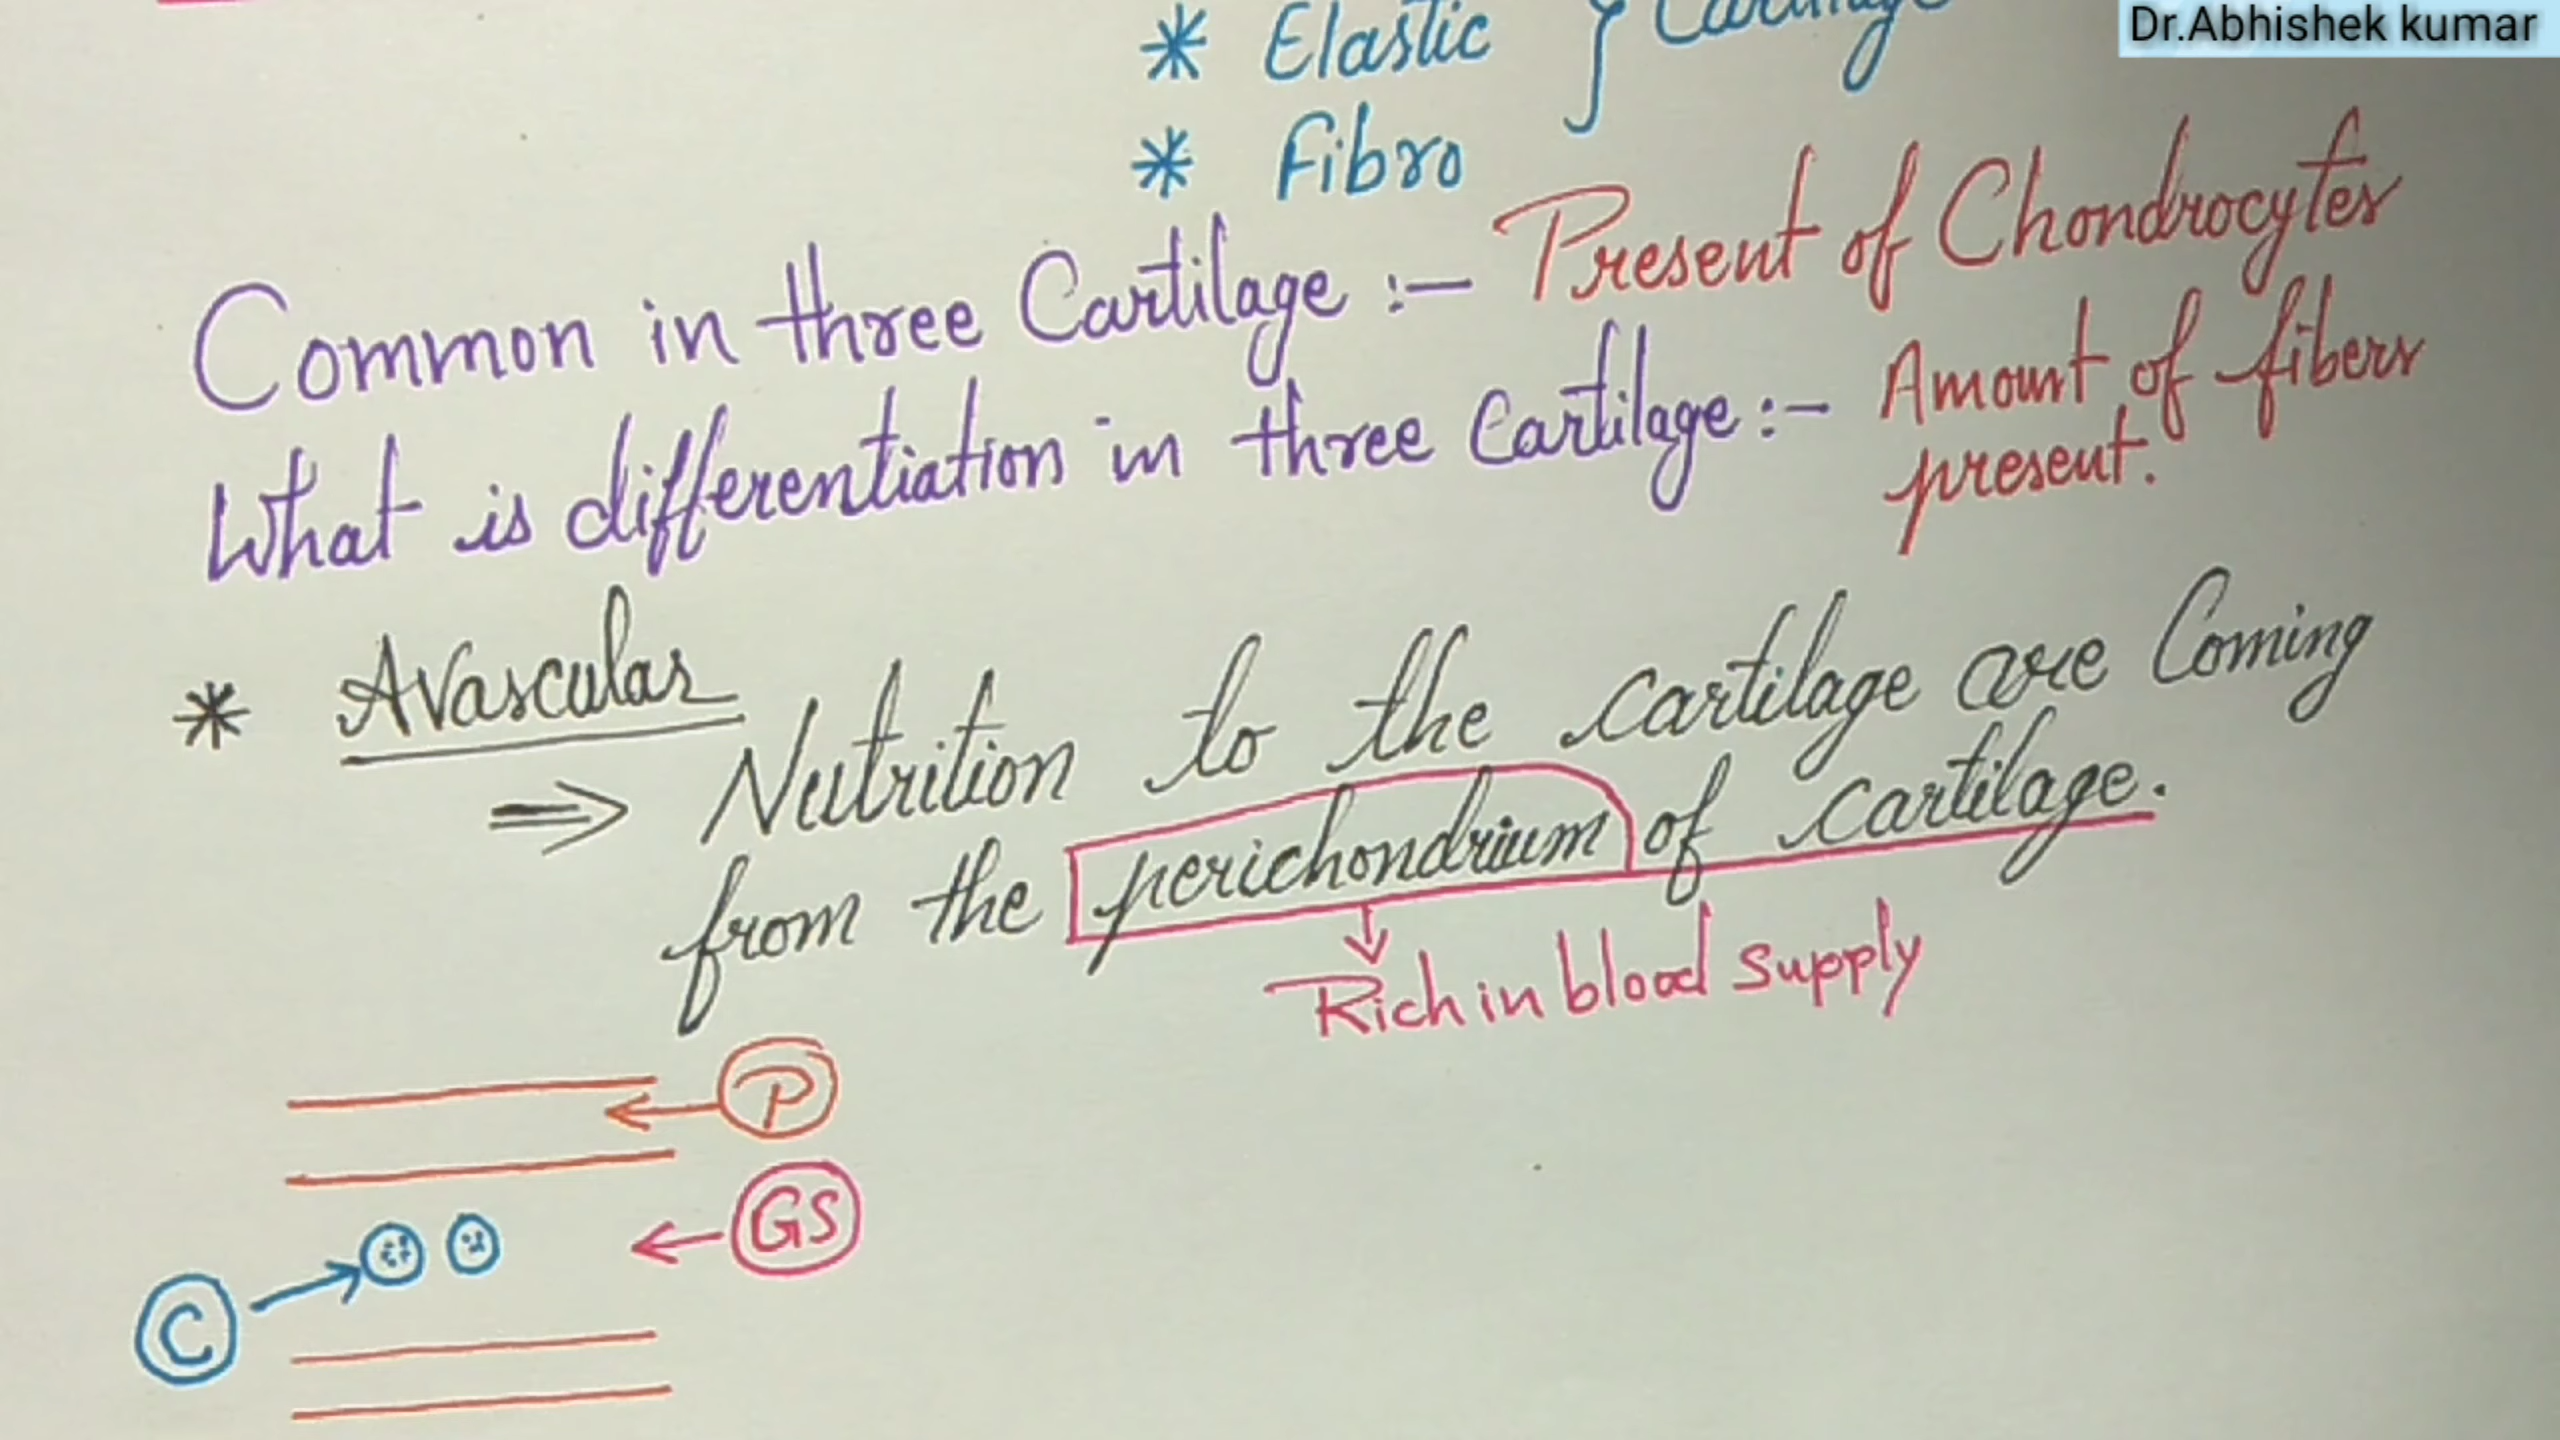 Dr.Abhishek kumar
* Elastic } Cartilage
* Fibro
Common in three Cartilage :- Present of Chondrocytes
What is differentiation in three Cartilage :- Amount of fibers
present.
* Avascular
⇒ Nutrition to the cartilage are Coming
from the perichondrium of cartilage.
↓
Rich in blood supply
P
GS
C